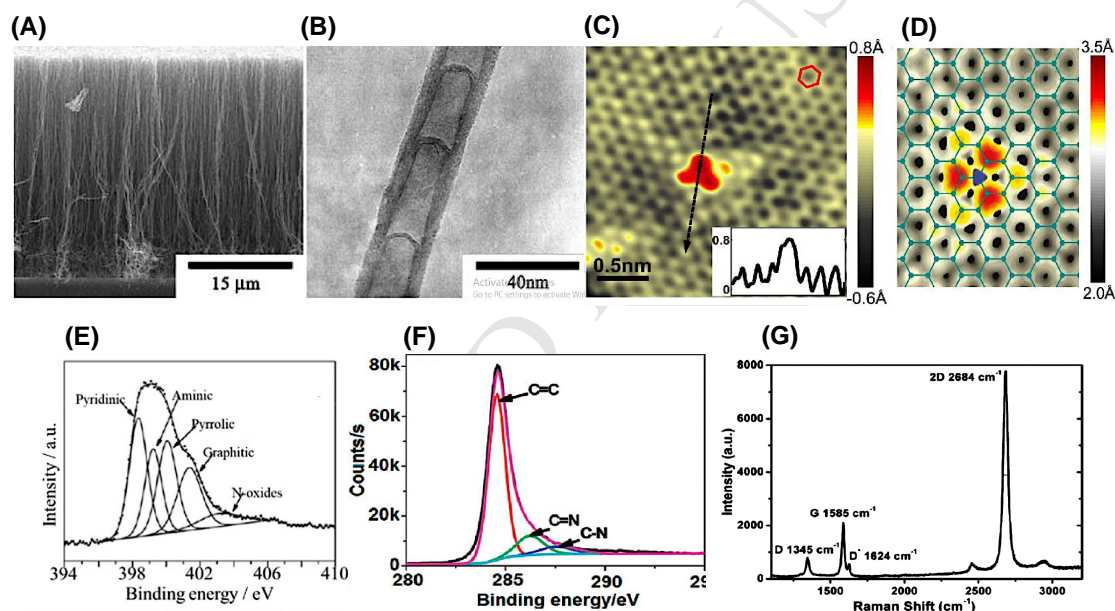 (A)
(B)
(C)
(D)
15 μm
Activate Windows
Go to PC settings to activate Win
40nm
0.5nm
0.8
0
0.8Å
-0.6Å
3.5Å
2.0Å
(E)
(F)
(G)
Pyridinic
Aminic
Pyrrolic
Graphitic
N-oxides
Intensity / a.u.
394 398 402 406 410
Binding energy / eV
80k
60k
40k
20k
0
Counts/s
C=C
C=N
C-N
280 285 290 29
Binding energy/eV
8000
6000
4000
2000
0
Intensity (a.u.)
2D 2684 cm⁻¹
G 1585 cm⁻¹
D 1345 cm⁻¹
D' 1624 cm⁻¹
1500 2000 2500 3000
Raman Shift (cm⁻¹)